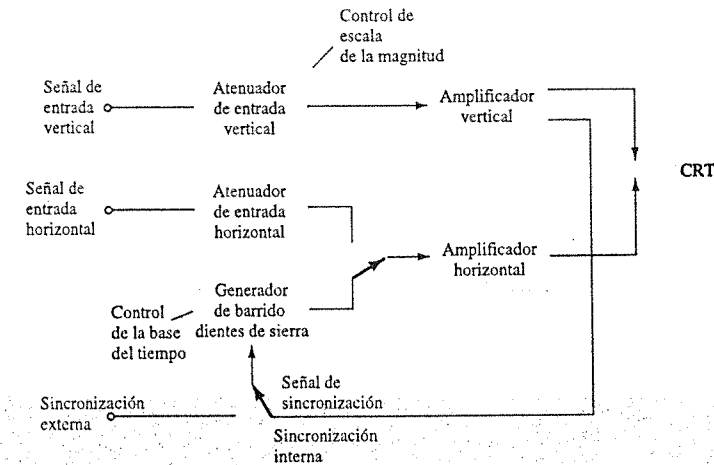 Control de
escala
de la magnitud
Señal de
entrada
vertical
Atenuador
de entrada
vertical
Amplificador
vertical
CRT
Señal de
entrada
horizontal
Atenuador
de entrada
horizontal
Amplificador
horizontal
Generador
de barrido
dientes de sierra
Control
de la base
del tiempo
Señal de
sincronización
Sincronización
externa
Sincronización
interna